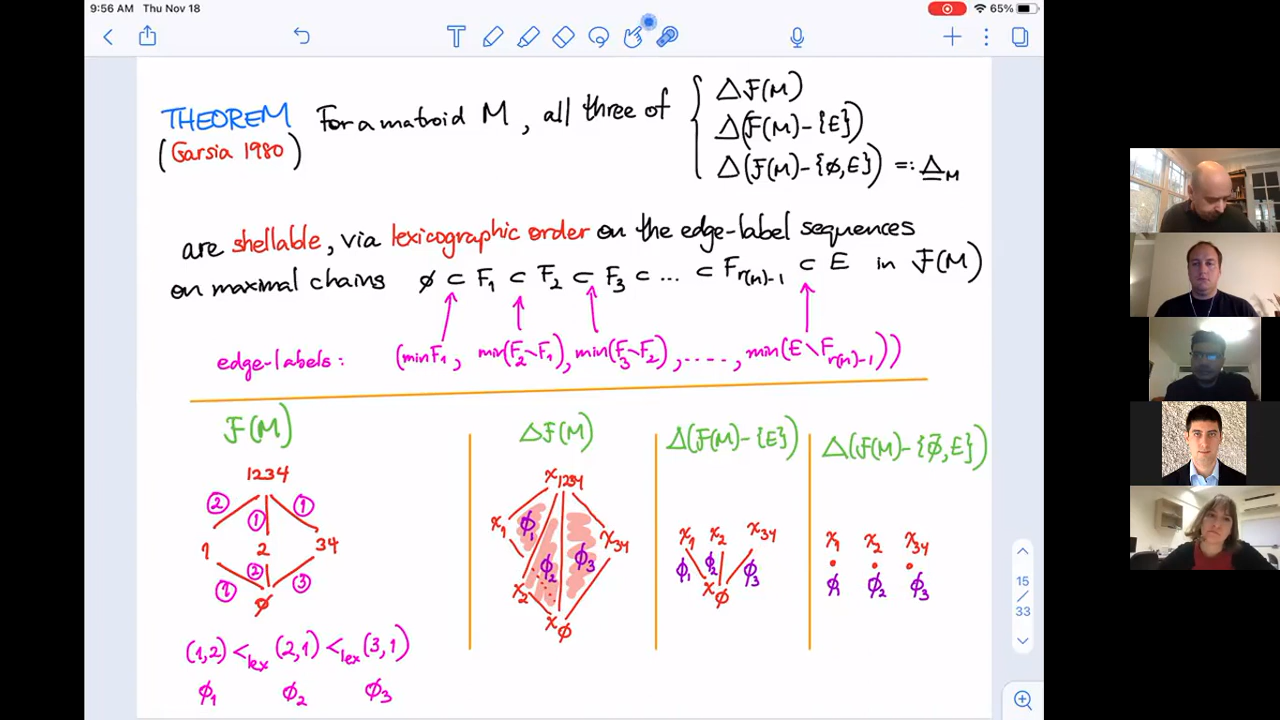 9:56 AM Thu Nov 18
65%
THEOREM For a matroid M, all three of { ΔF(M)
Δ(F(M)-{E})
(Garsia 1980) Δ(F(M)-{∅,E}) =: Δ_M
are shellable, via lexicographic order on the edge-label sequences
on maximal chains ∅ ⊂ F₁ ⊂ F₂ ⊂ F₃ ⊂ ... ⊂ F_{r(n)-1} ⊂ E in F(M)
edge-labels: (min F₁, min(F₂∖F₁), min(F₃∖F₂), ...., min(E∖F_{r(n)-1}))
F(M) ΔF(M) Δ(F(M)-{E}) Δ(F(M)-{∅,E})
1234
2 1 1
1 2 34
1 2 3
∅
(1,2) <_lex (2,1) <_lex (3,1)
ϕ₁ ϕ₂ ϕ₃
x₁₂₃₄
x₁ ϕ₁ x₃₄
ϕ₂ ϕ₃
x₂
x_∅
x₁ x₂ x₃₄
ϕ₁ ϕ₂ ϕ₃
x_∅
x₁ x₂ x₃₄
ϕ₁ ϕ₂ ϕ₃
15
/
33